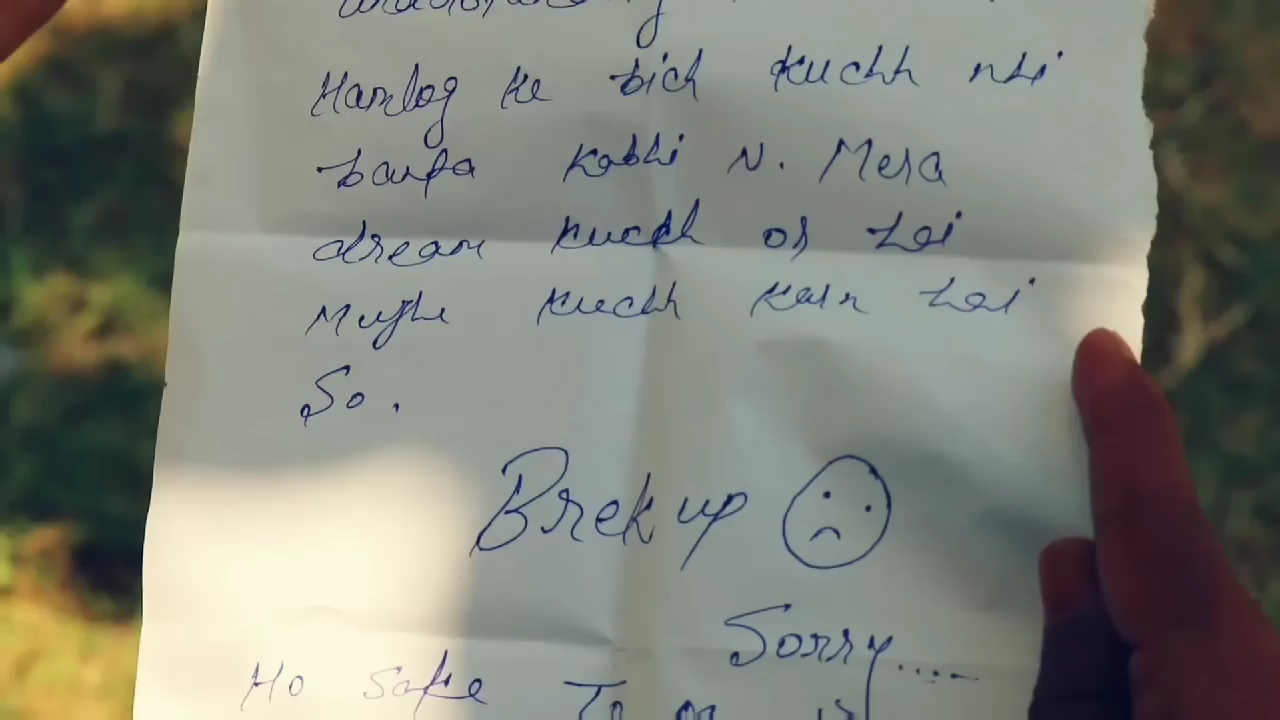 Hamlog ke bich kuchh nhi
kabhi N. Mera
dream kuchh or hai
Mujhe kuchh karn hai
So.
Brekup
Sorry....
Ho sake To